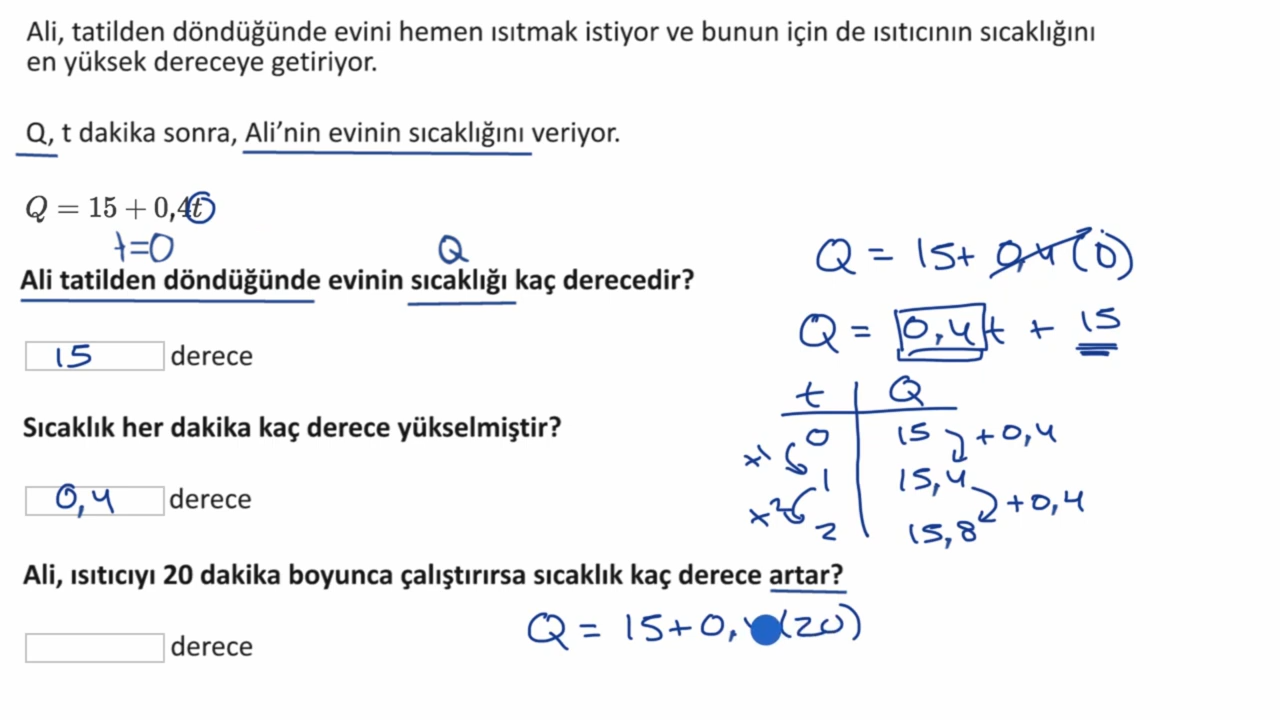 Ali, tatilden döndüğünde evini hemen ısıtmak istiyor ve bunun için de ısıtıcının sıcaklığını
en yüksek dereceye getiriyor.
Q, t dakika sonra, Ali’nin evinin sıcaklığını veriyor.
Q = 15 + 0,4t
t=0
Q
Ali tatilden döndüğünde evinin sıcaklığı kaç derecedir?
15 derece
Sıcaklık her dakika kaç derece yükselmiştir?
0,4 derece
Ali, ısıtıcıyı 20 dakika boyunca çalıştırırsa sıcaklık kaç derece artar?
derece
Q = 15+0, (20)
Q = 15+ 0,4(0)
Q = 0,4t + 15
t Q
0 15 +0,4
x1
1 15,4
x2 +0,4
2 15,8